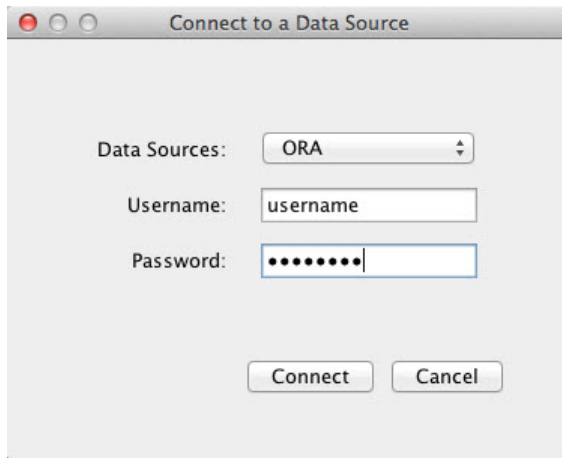 Connect to a Data Source
Data Sources: ORA
Username: username
Password: ••••••••
Connect Cancel